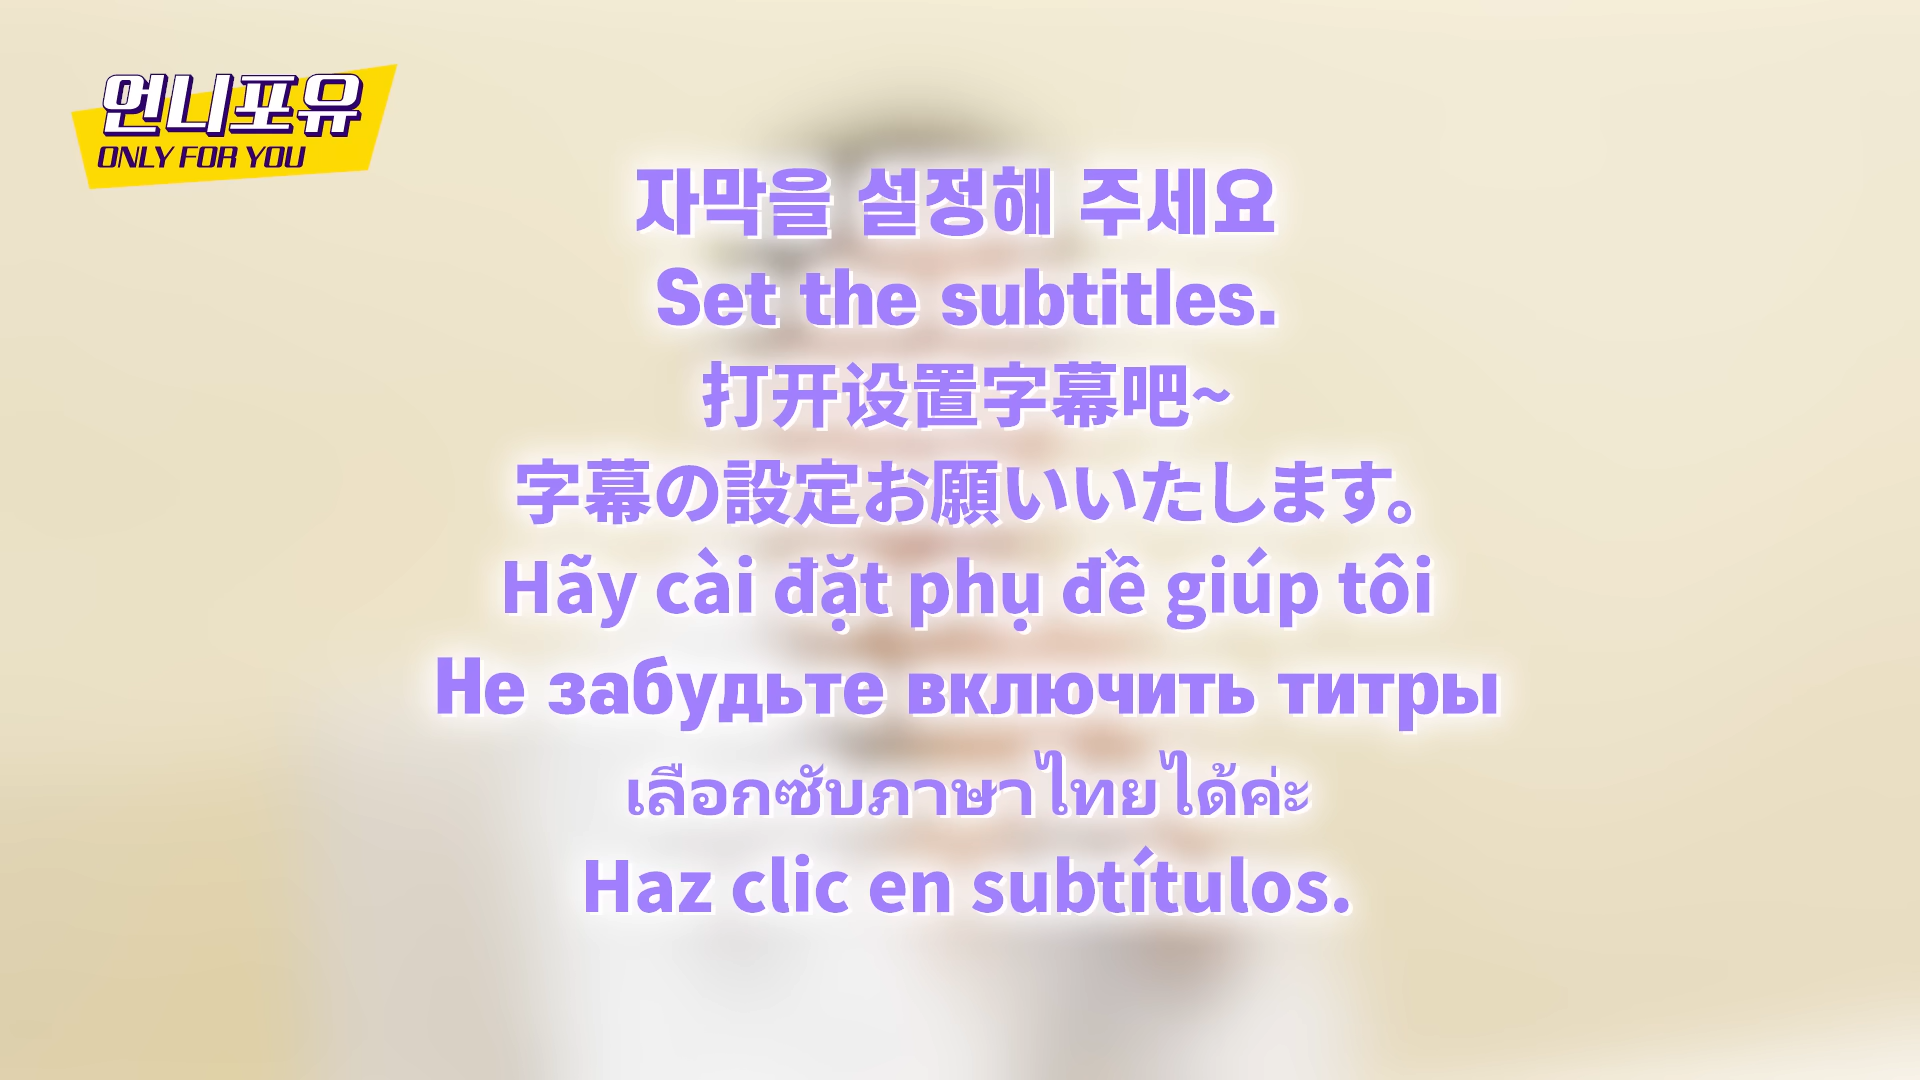 언니포유
ONLY FOR YOU
자막을 설정해 주세요
Set the subtitles.
打开设置字幕吧~
字幕の設定お願いいたします。
Hãy cài đặt phụ đề giúp tôi
Не забудьте включить титры
เลือกซับภาษาไทยได้ค่ะ
Haz clic en subtítulos.